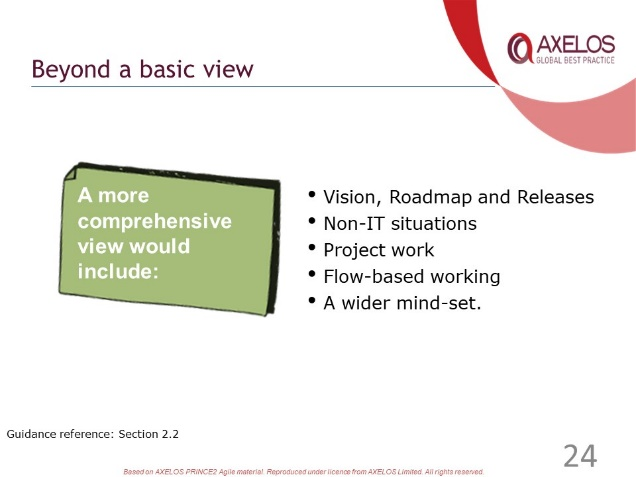 AXELOS
GLOBAL BEST PRACTICE
Beyond a basic view
A more
comprehensive
view would
include:
• Vision, Roadmap and Releases
• Non-IT situations
• Project work
• Flow-based working
• A wider mind-set.
Guidance reference: Section 2.2
24
Based on AXELOS PRINCE2 Agile material. Reproduced under licence from AXELOS Limited. All rights reserved.